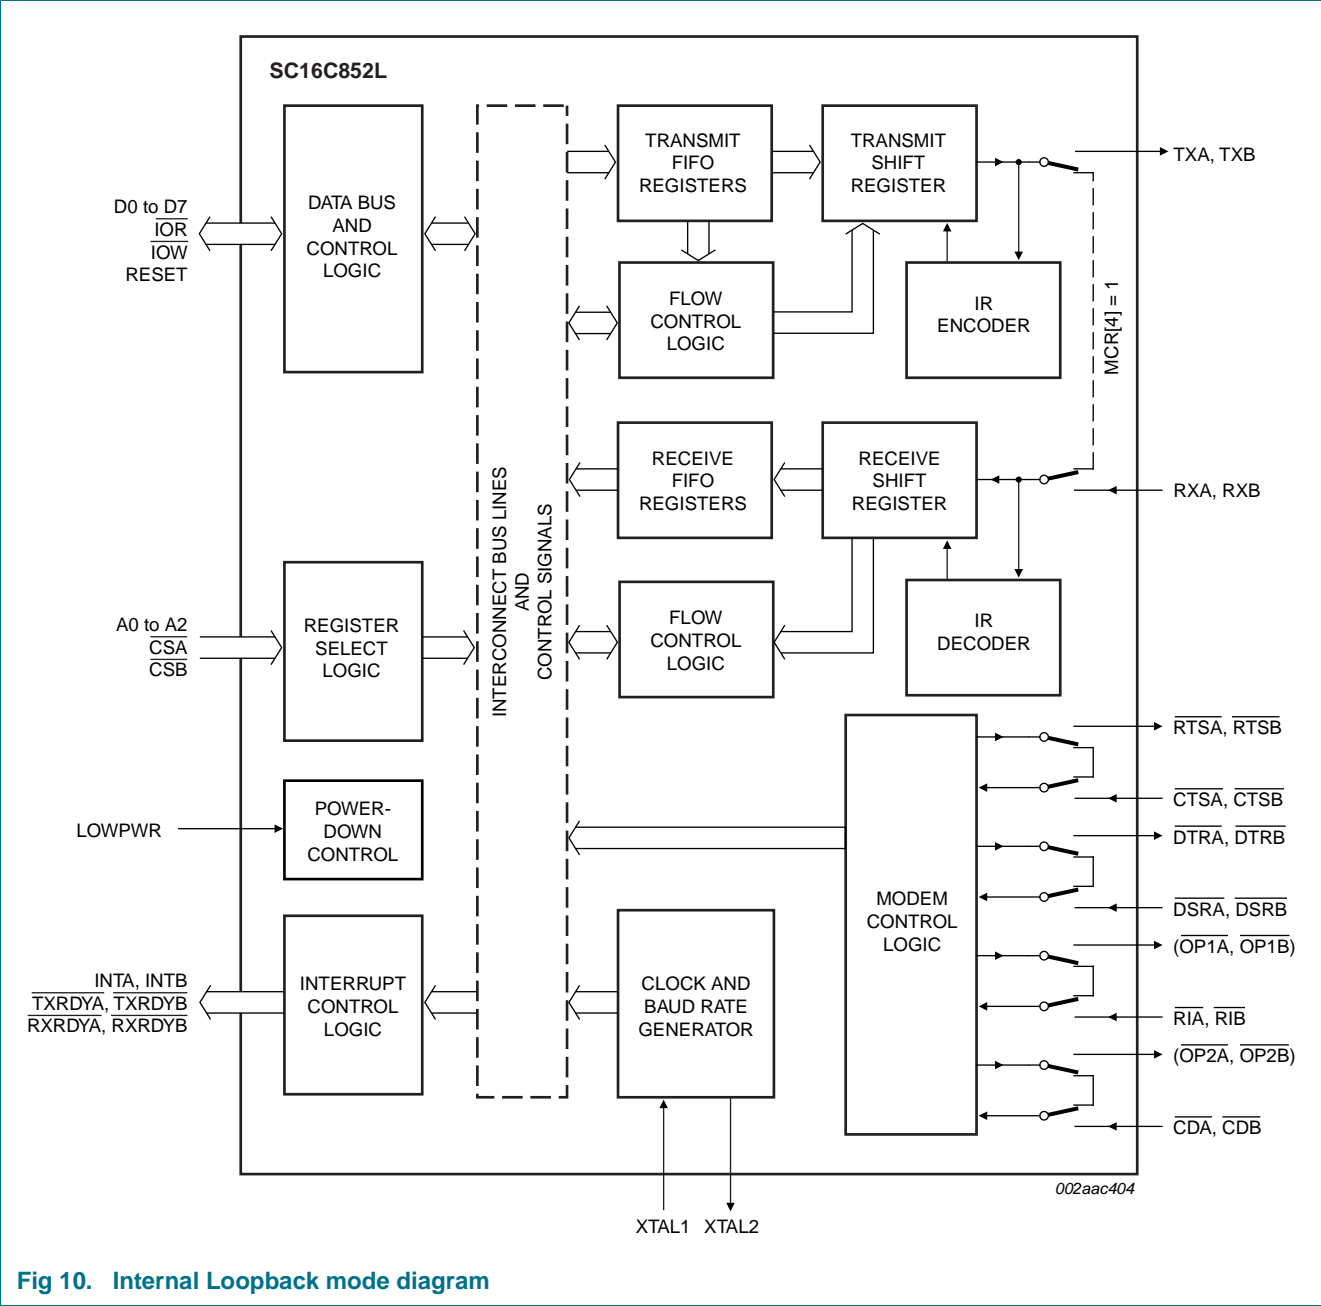 SC16C852L
DATA BUS
AND
CONTROL
LOGIC
D0 to D7
IOR
IOW
RESET
TRANSMIT
FIFO
REGISTERS
TRANSMIT
SHIFT
REGISTER
TXA, TXB
FLOW
CONTROL
LOGIC
IR
ENCODER
MCR[4] = 1
RECEIVE
FIFO
REGISTERS
RECEIVE
SHIFT
REGISTER
RXA, RXB
INTERCONNECT BUS LINES
AND
CONTROL SIGNALS
A0 to A2
CSA
CSB
REGISTER
SELECT
LOGIC
FLOW
CONTROL
LOGIC
IR
DECODER
LOWPWR
POWER-
DOWN
CONTROL
MODEM
CONTROL
LOGIC
RTSA, RTSB
CTSA, CTSB
DTRA, DTRB
DSRA, DSRB
(OP1A, OP1B)
RIA, RIB
(OP2A, OP2B)
CDA, CDB
INTA, INTB
TXRDYA, TXRDYB
RXRDYA, RXRDYB
INTERRUPT
CONTROL
LOGIC
CLOCK AND
BAUD RATE
GENERATOR
XTAL1 XTAL2
002aac404
Fig 10. Internal Loopback mode diagram